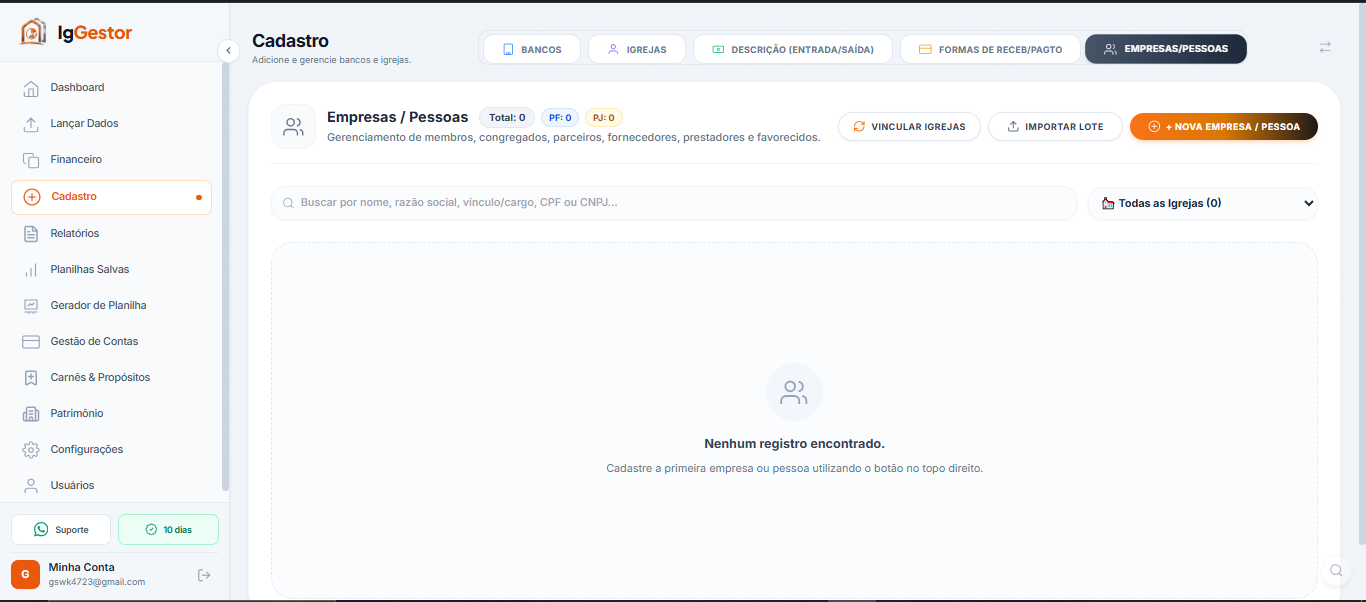 IgGestor
Dashboard
Lançar Dados
Financeiro
Cadastro
Relatórios
Planilhas Salvas
Gerador de Planilha
Gestão de Contas
Carnês & Propósitos
Patrimônio
Configurações
Usuários
Suporte
10 dias
G
Minha Conta
gswk4723@gmail.com
Cadastro
Adicione e gerencie bancos e igrejas.
BANCOS
IGREJAS
DESCRIÇÃO (ENTRADA/SAÍDA)
FORMAS DE RECEB/PAGTO
EMPRESAS/PESSOAS
Empresas / Pessoas
Total: 0
PF: 0
PJ: 0
Gerenciamento de membros, congregados, parceiros, fornecedores, prestadores e favorecidos.
VINCULAR IGREJAS
IMPORTAR LOTE
+ NOVA EMPRESA / PESSOA
Buscar por nome, razão social, vínculo/cargo, CPF ou CNPJ...
Todas as Igrejas (0)
Nenhum registro encontrado.
Cadastre a primeira empresa ou pessoa utilizando o botão no topo direito.